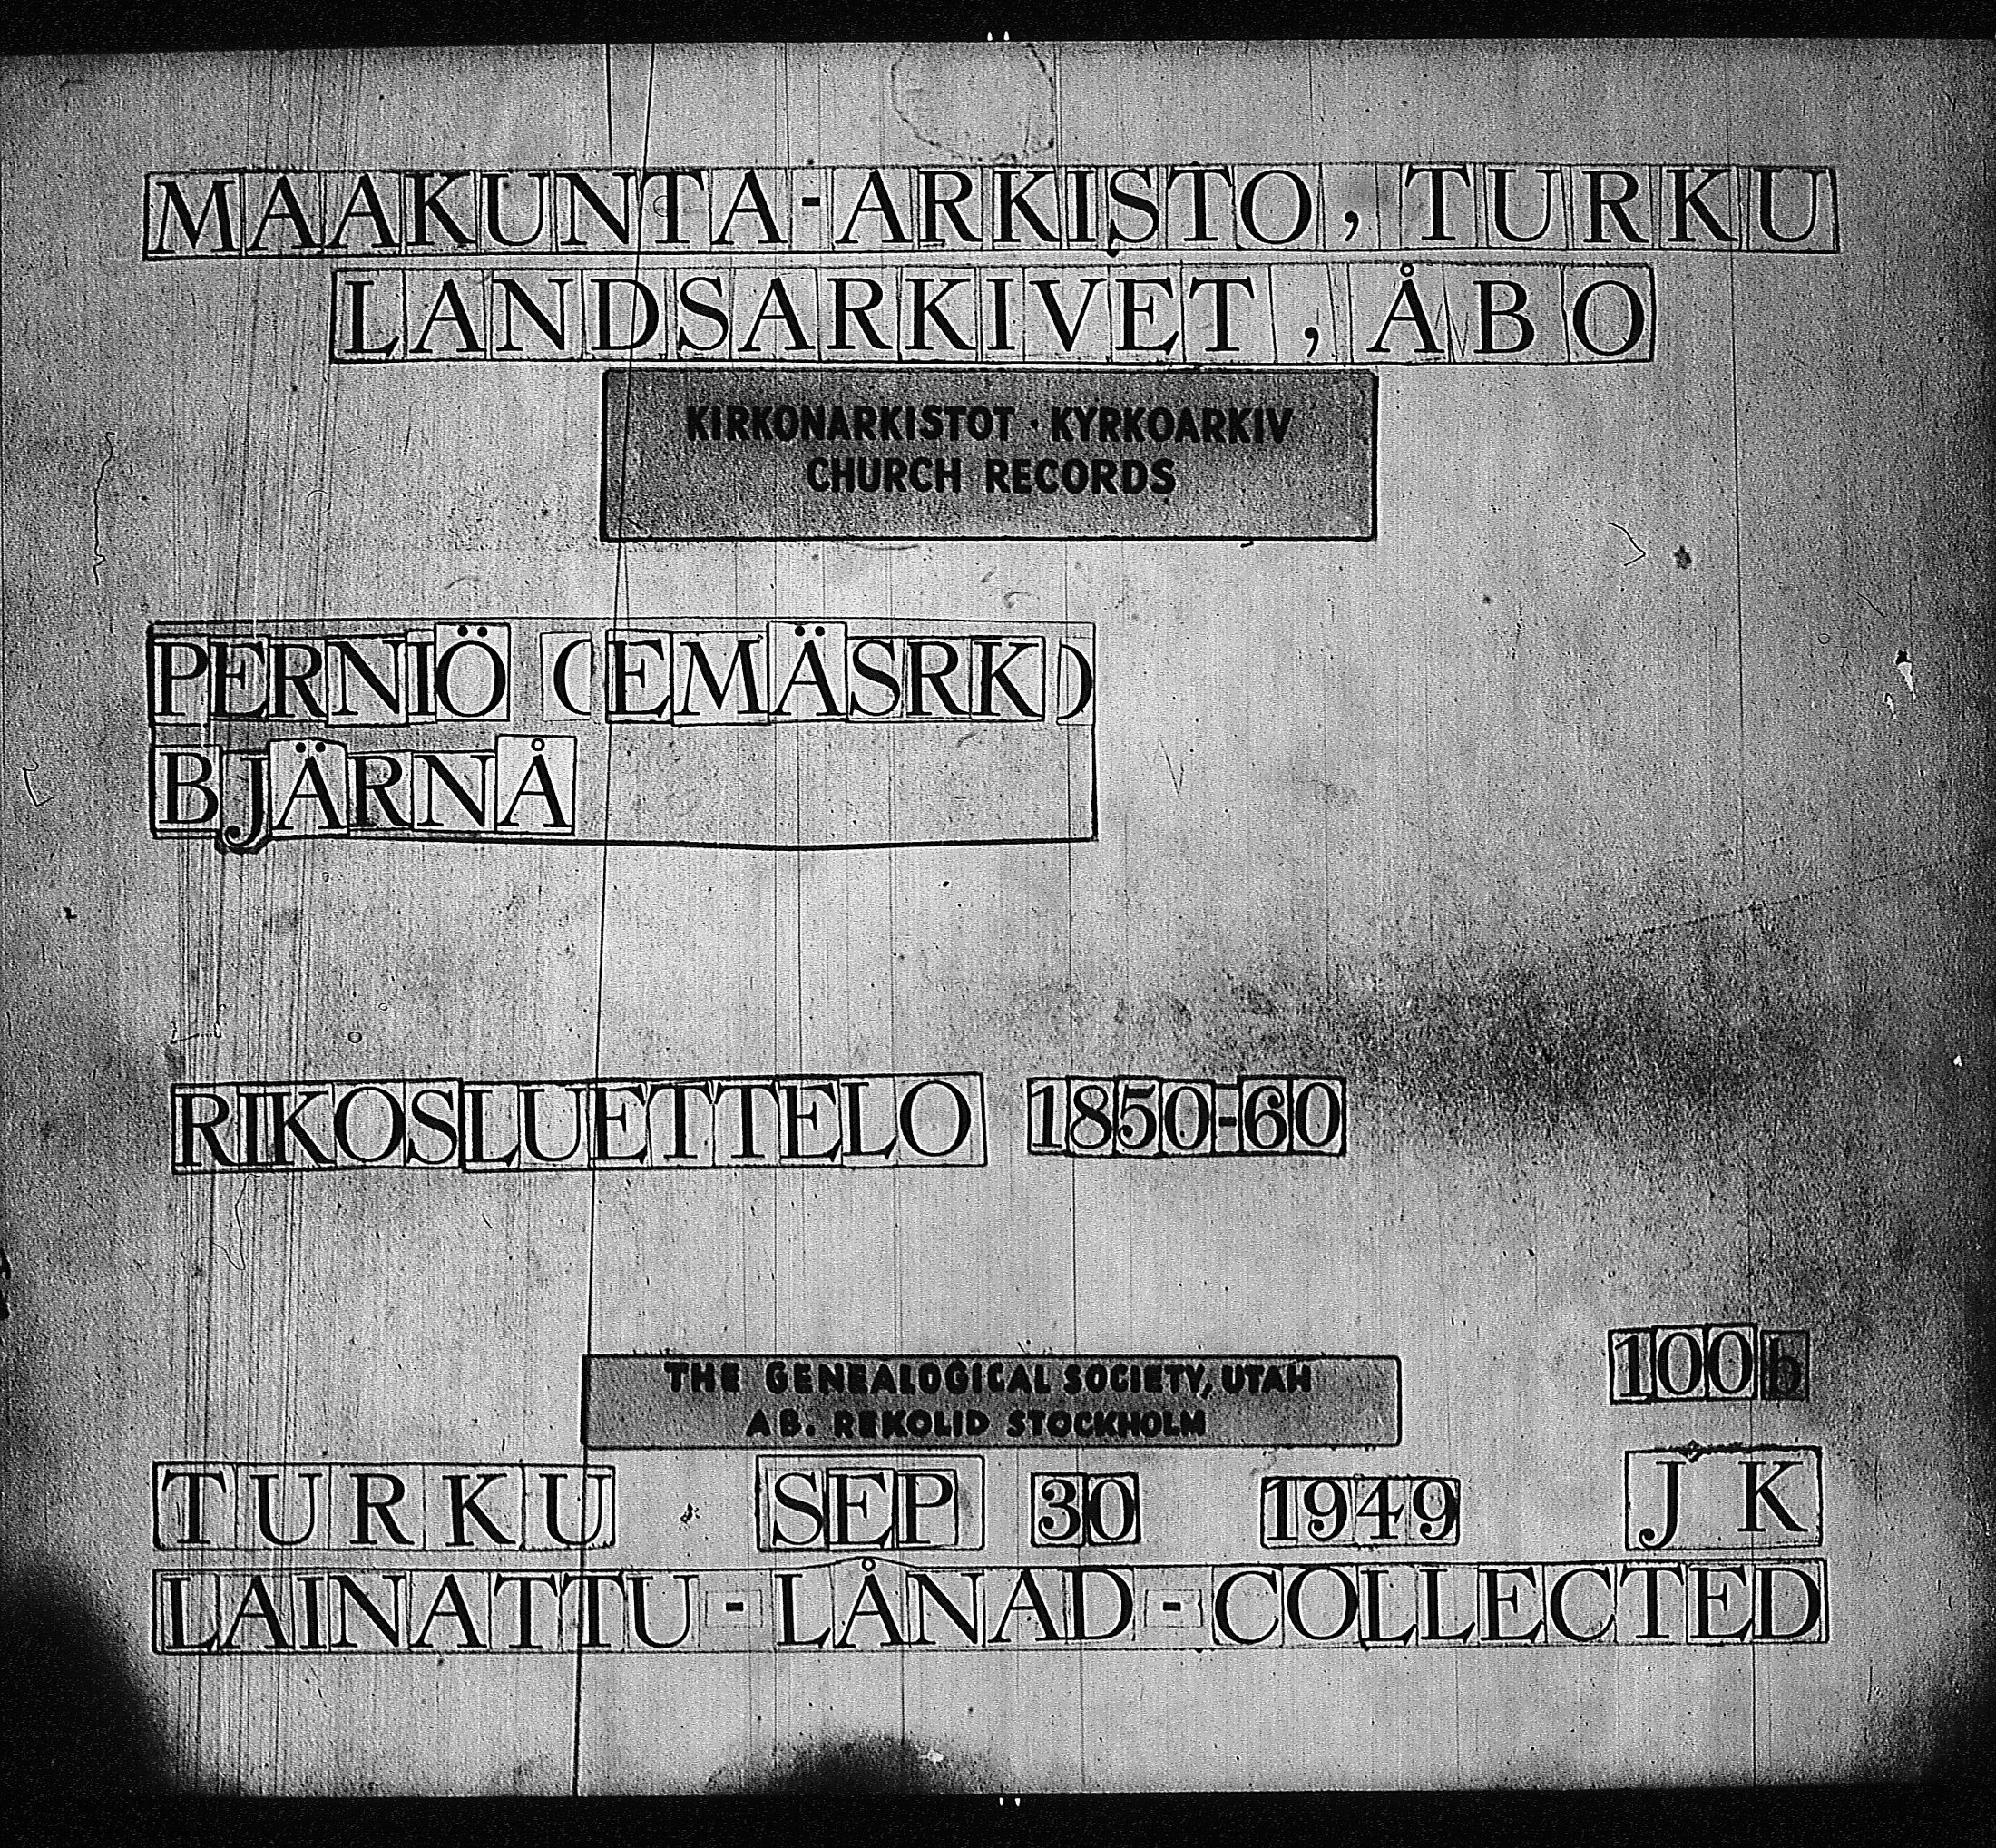 MAAKUNTA-ARKISTO, TURKU
LANDSARKIVET, ÅBO
KIRKONARKISTOT · KYRKOARKIV
CHURCH RECORDS
PERNIÖ (EMÄSRK)
BJÄRNÅ
RIKOSLUETTELO 1850-60
100b
THE GENEALOGICAL SOCIETY, UTAH
AB. REKOLID STOCKHOLM
TURKU SEP 30 1949 J K
LAINATTU - LÅNAD - COLLECTED